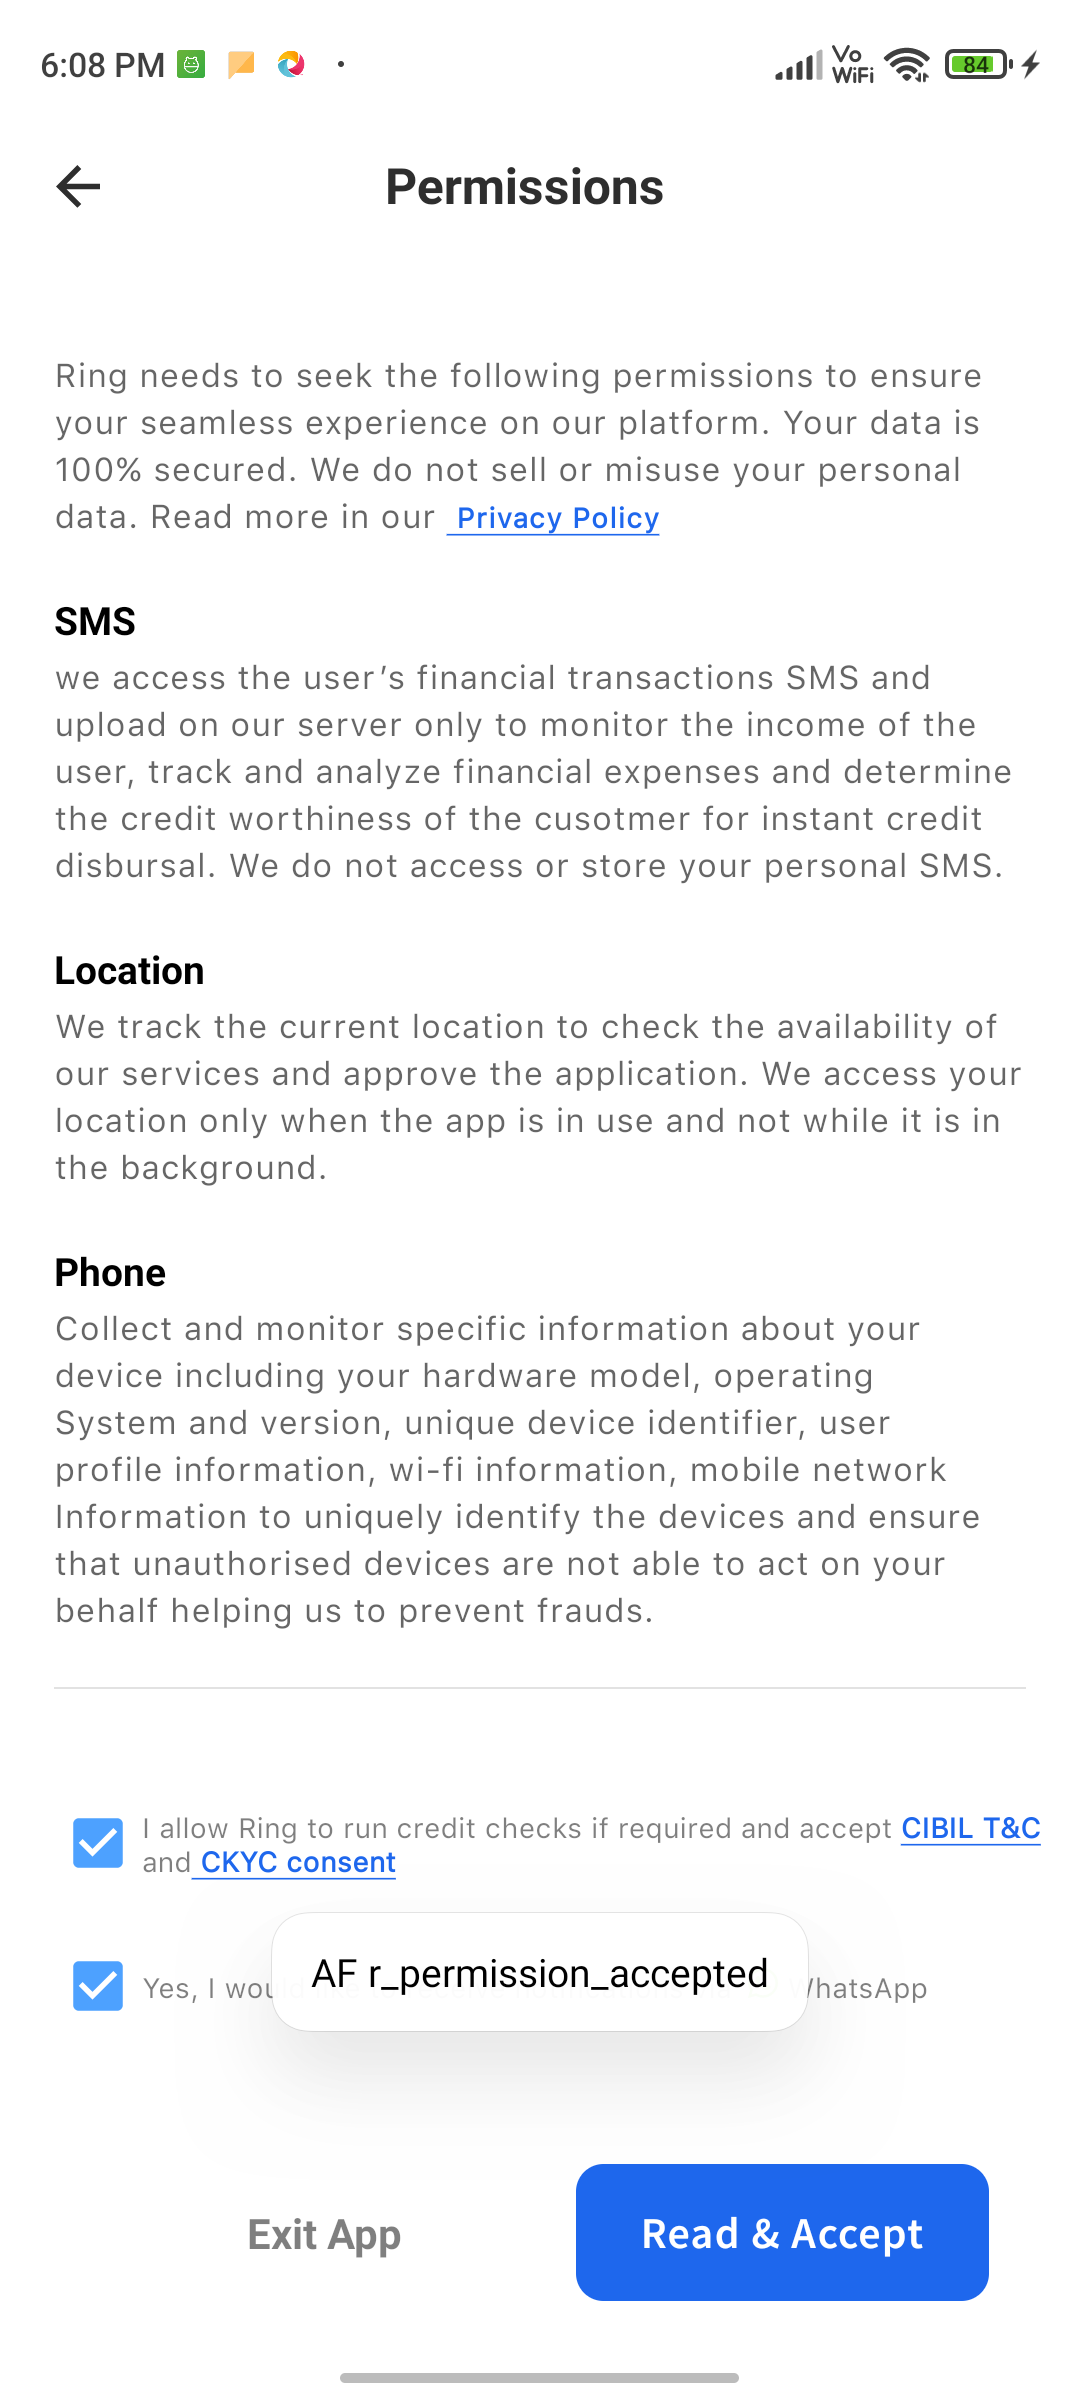 6:08 PM
Vo
WiFi
84
Permissions
Ring needs to seek the following permissions to ensure
your seamless experience on our platform. Your data is
100% secured. We do not sell or misuse your personal
data. Read more in our Privacy Policy
SMS
we access the user's financial transactions SMS and
upload on our server only to monitor the income of the
user, track and analyze financial expenses and determine
the credit worthiness of the cusotmer for instant credit
disbursal. We do not access or store your personal SMS.
Location
We track the current location to check the availability of
our services and approve the application. We access your
location only when the app is in use and not while it is in
the background.
Phone
Collect and monitor specific information about your
device including your hardware model, operating
System and version, unique device identifier, user
profile information, wi-fi information, mobile network
Information to uniquely identify the devices and ensure
that unauthorised devices are not able to act on your
behalf helping us to prevent frauds.
I allow Ring to run credit checks if required and accept CIBIL T&C
and CKYC consent
AF r_permission_accepted
Yes, I would WhatsApp
Exit App
Read & Accept